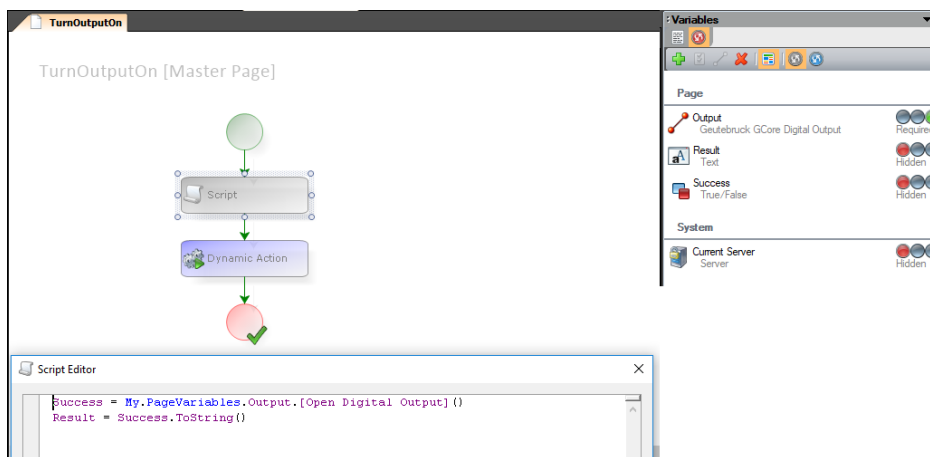 TurnOutputOn
Variables
TurnOutputOn [Master Page]
Page
Output
Geutebruck GCore Digital Output
Required
Result
Text
Hidden
Success
True/False
Hidden
System
Current Server
Server
Hidden
Script
Dynamic Action
Script Editor
Success = My.PageVariables.Output.[Open Digital Output]()
Result = Success.ToString()